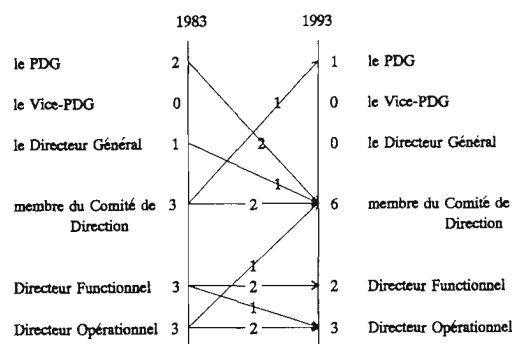 1983 1993
le PDG 2 1 le PDG
le Vice-PDG 0 1 0 le Vice-PDG
le Directeur Général 1 2 0 le Directeur Général
1
membre du Comité de 3 2 6 membre du Comité de
Direction Direction
1
Directeur Functionnel 3 2 2 Directeur Functionnel
1
Directeur Opérationnel 3 2 3 Directeur Opérationnel